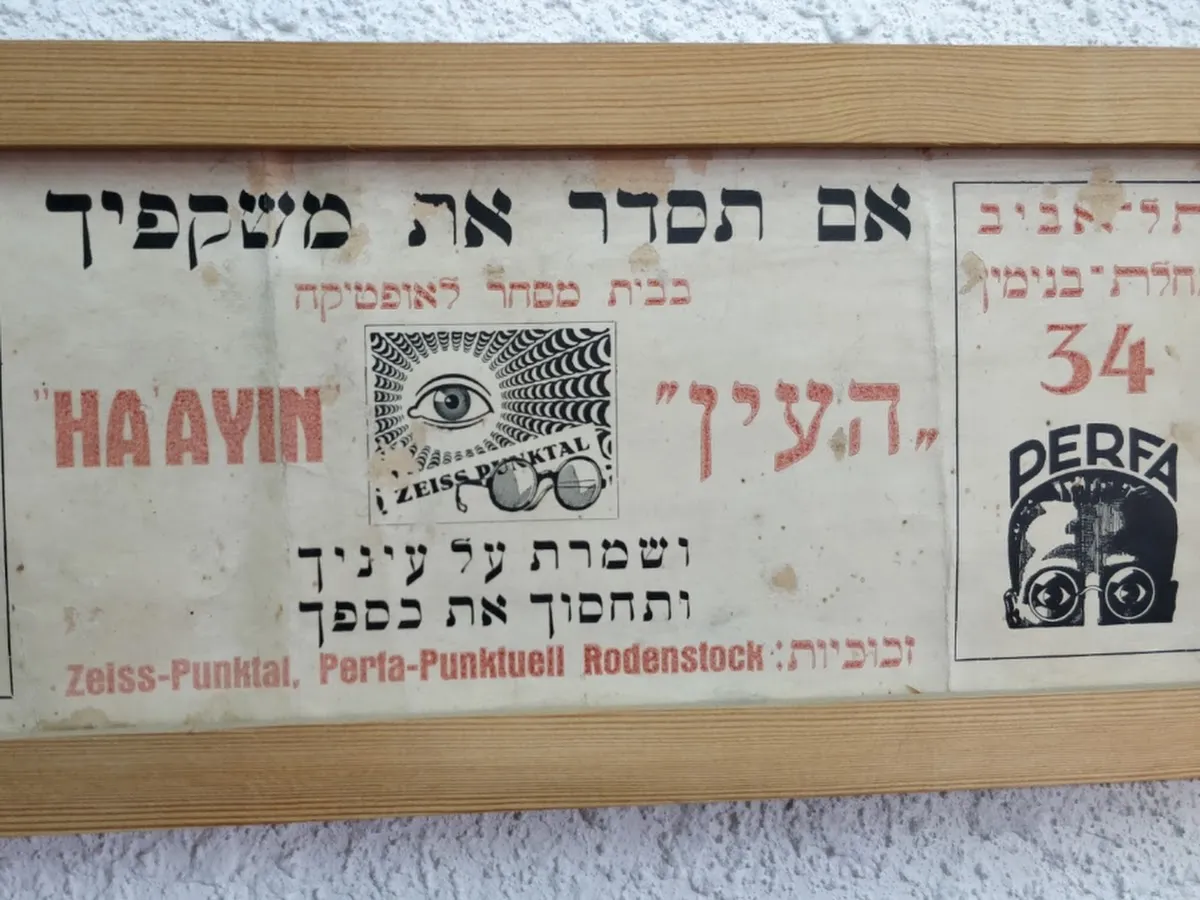 אם תסדר את משקפיך
בבית מסחר לאופטיקה
"העין„
"HA'AYIN"
ZEISS PUNKTAL
ושמרת על עיניך
ותחסוך את כספך
זכוכיות: Zeiss-Punktal, Perfa-Punktuell Rodenstock
תל־אביב
נחלת־בנימין
34
PERFA